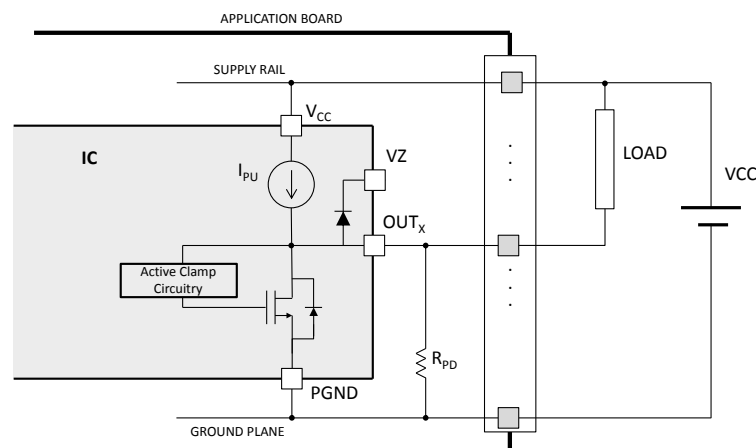 APPLICATION BOARD
SUPPLY RAIL
VCC
IC
VZ
IPU
LOAD
VCC
OUTX
Active Clamp
Circuitry
RPD
PGND
GROUND PLANE